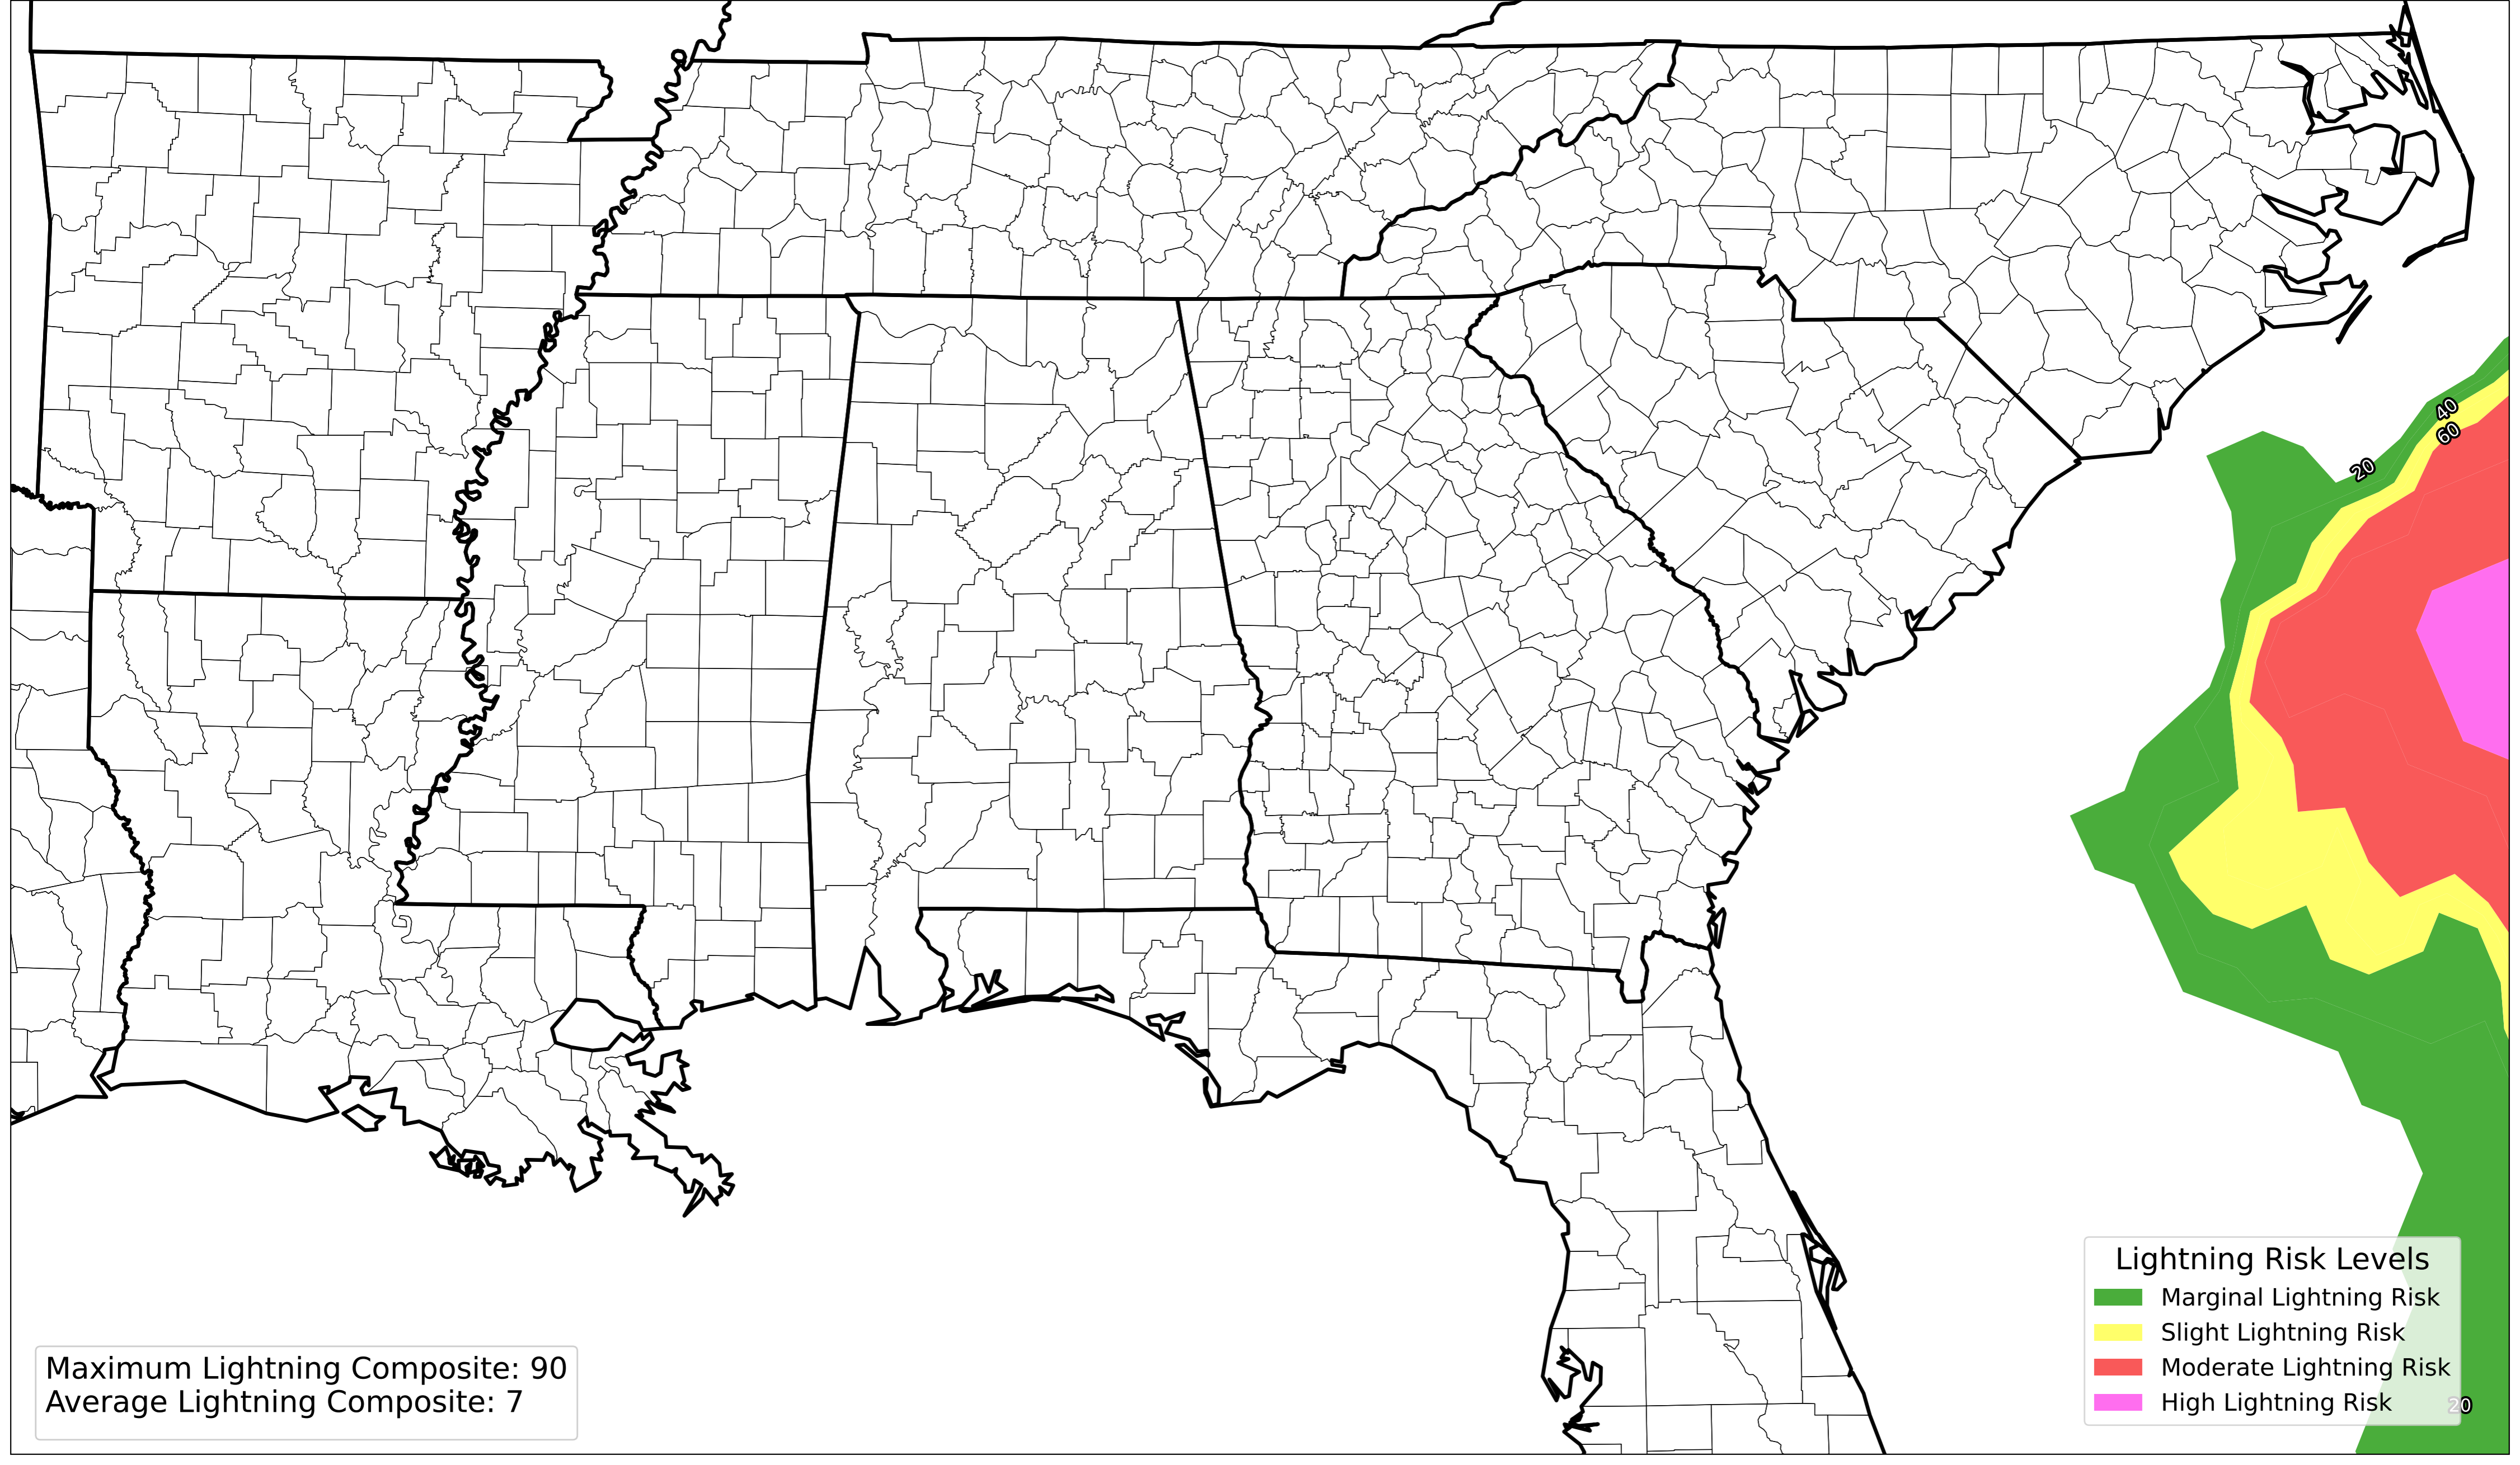 40
60
20
Lightning Risk Levels
Marginal Lightning Risk
Slight Lightning Risk
Moderate Lightning Risk
High Lightning Risk
20
Maximum Lightning Composite: 90
Average Lightning Composite: 7